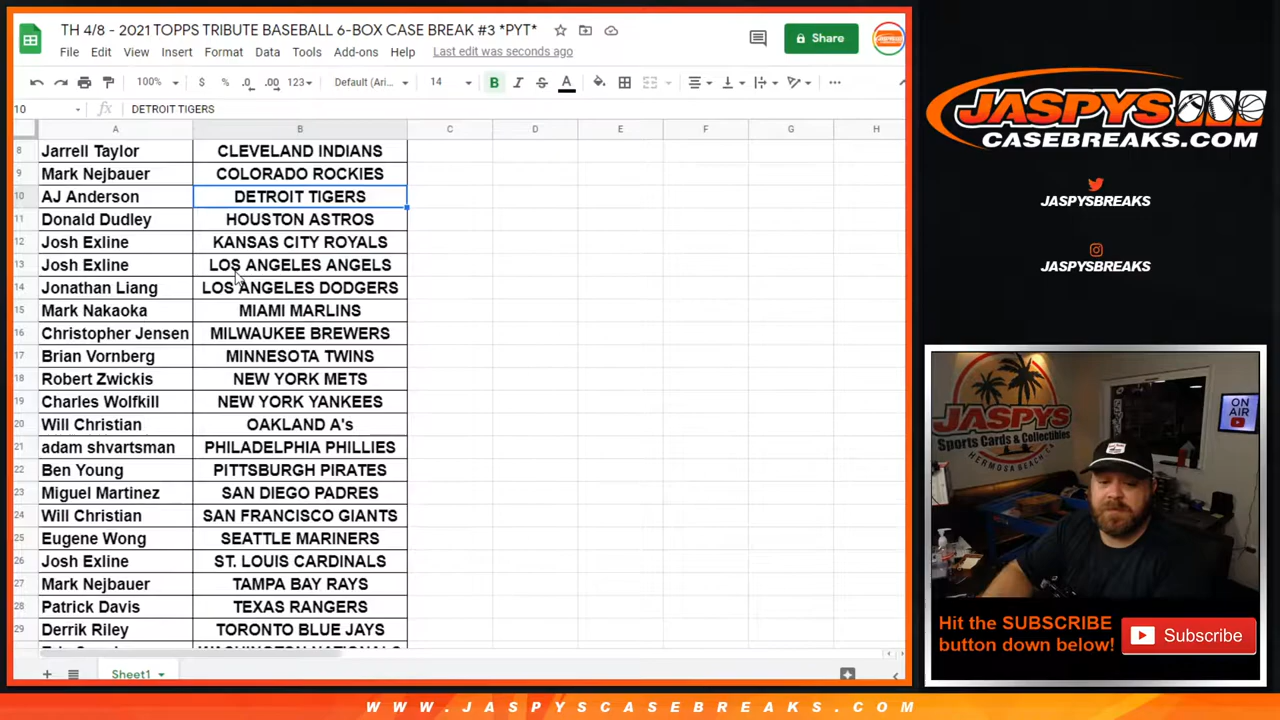 TH 4/8 - 2021 TOPPS TRIBUTE BASEBALL 6-BOX CASE BREAK #3 *PYT*
File Edit View Insert Format Data Tools Add-ons Help Last edit was seconds ago
Share
100% $ % .0 .00 123 Default (Ari... 14 B I S A
10 fx DETROIT TIGERS
A B C D E F G H
8 Jarrell Taylor CLEVELAND INDIANS
9 Mark Nejbauer COLORADO ROCKIES
10 AJ Anderson DETROIT TIGERS
11 Donald Dudley HOUSTON ASTROS
12 Josh Exline KANSAS CITY ROYALS
13 Josh Exline LOS ANGELES ANGELS
14 Jonathan Liang LOS ANGELES DODGERS
15 Mark Nakaoka MIAMI MARLINS
16 Christopher Jensen MILWAUKEE BREWERS
17 Brian Vornberg MINNESOTA TWINS
18 Robert Zwickis NEW YORK METS
19 Charles Wolfkill NEW YORK YANKEES
20 Will Christian OAKLAND A's
21 adam shvartsman PHILADELPHIA PHILLIES
22 Ben Young PITTSBURGH PIRATES
23 Miguel Martinez SAN DIEGO PADRES
24 Will Christian SAN FRANCISCO GIANTS
25 Eugene Wong SEATTLE MARINERS
26 Josh Exline ST. LOUIS CARDINALS
27 Mark Nejbauer TAMPA BAY RAYS
28 Patrick Davis TEXAS RANGERS
29 Derrik Riley TORONTO BLUE JAYS
WASHINGTON NATIONALS
Sheet1
JASPYS
CASEBREAKS.COM
JASPYSBREAKS
JASPYSBREAKS
JASPYS
Sports Cards & Collectibles
HERMOSA BEACH, CA
ON
AIR
Hit the SUBSCRIBE
button down below!
Subscribe
WWW.JASPYSCASEBREAKS.COM